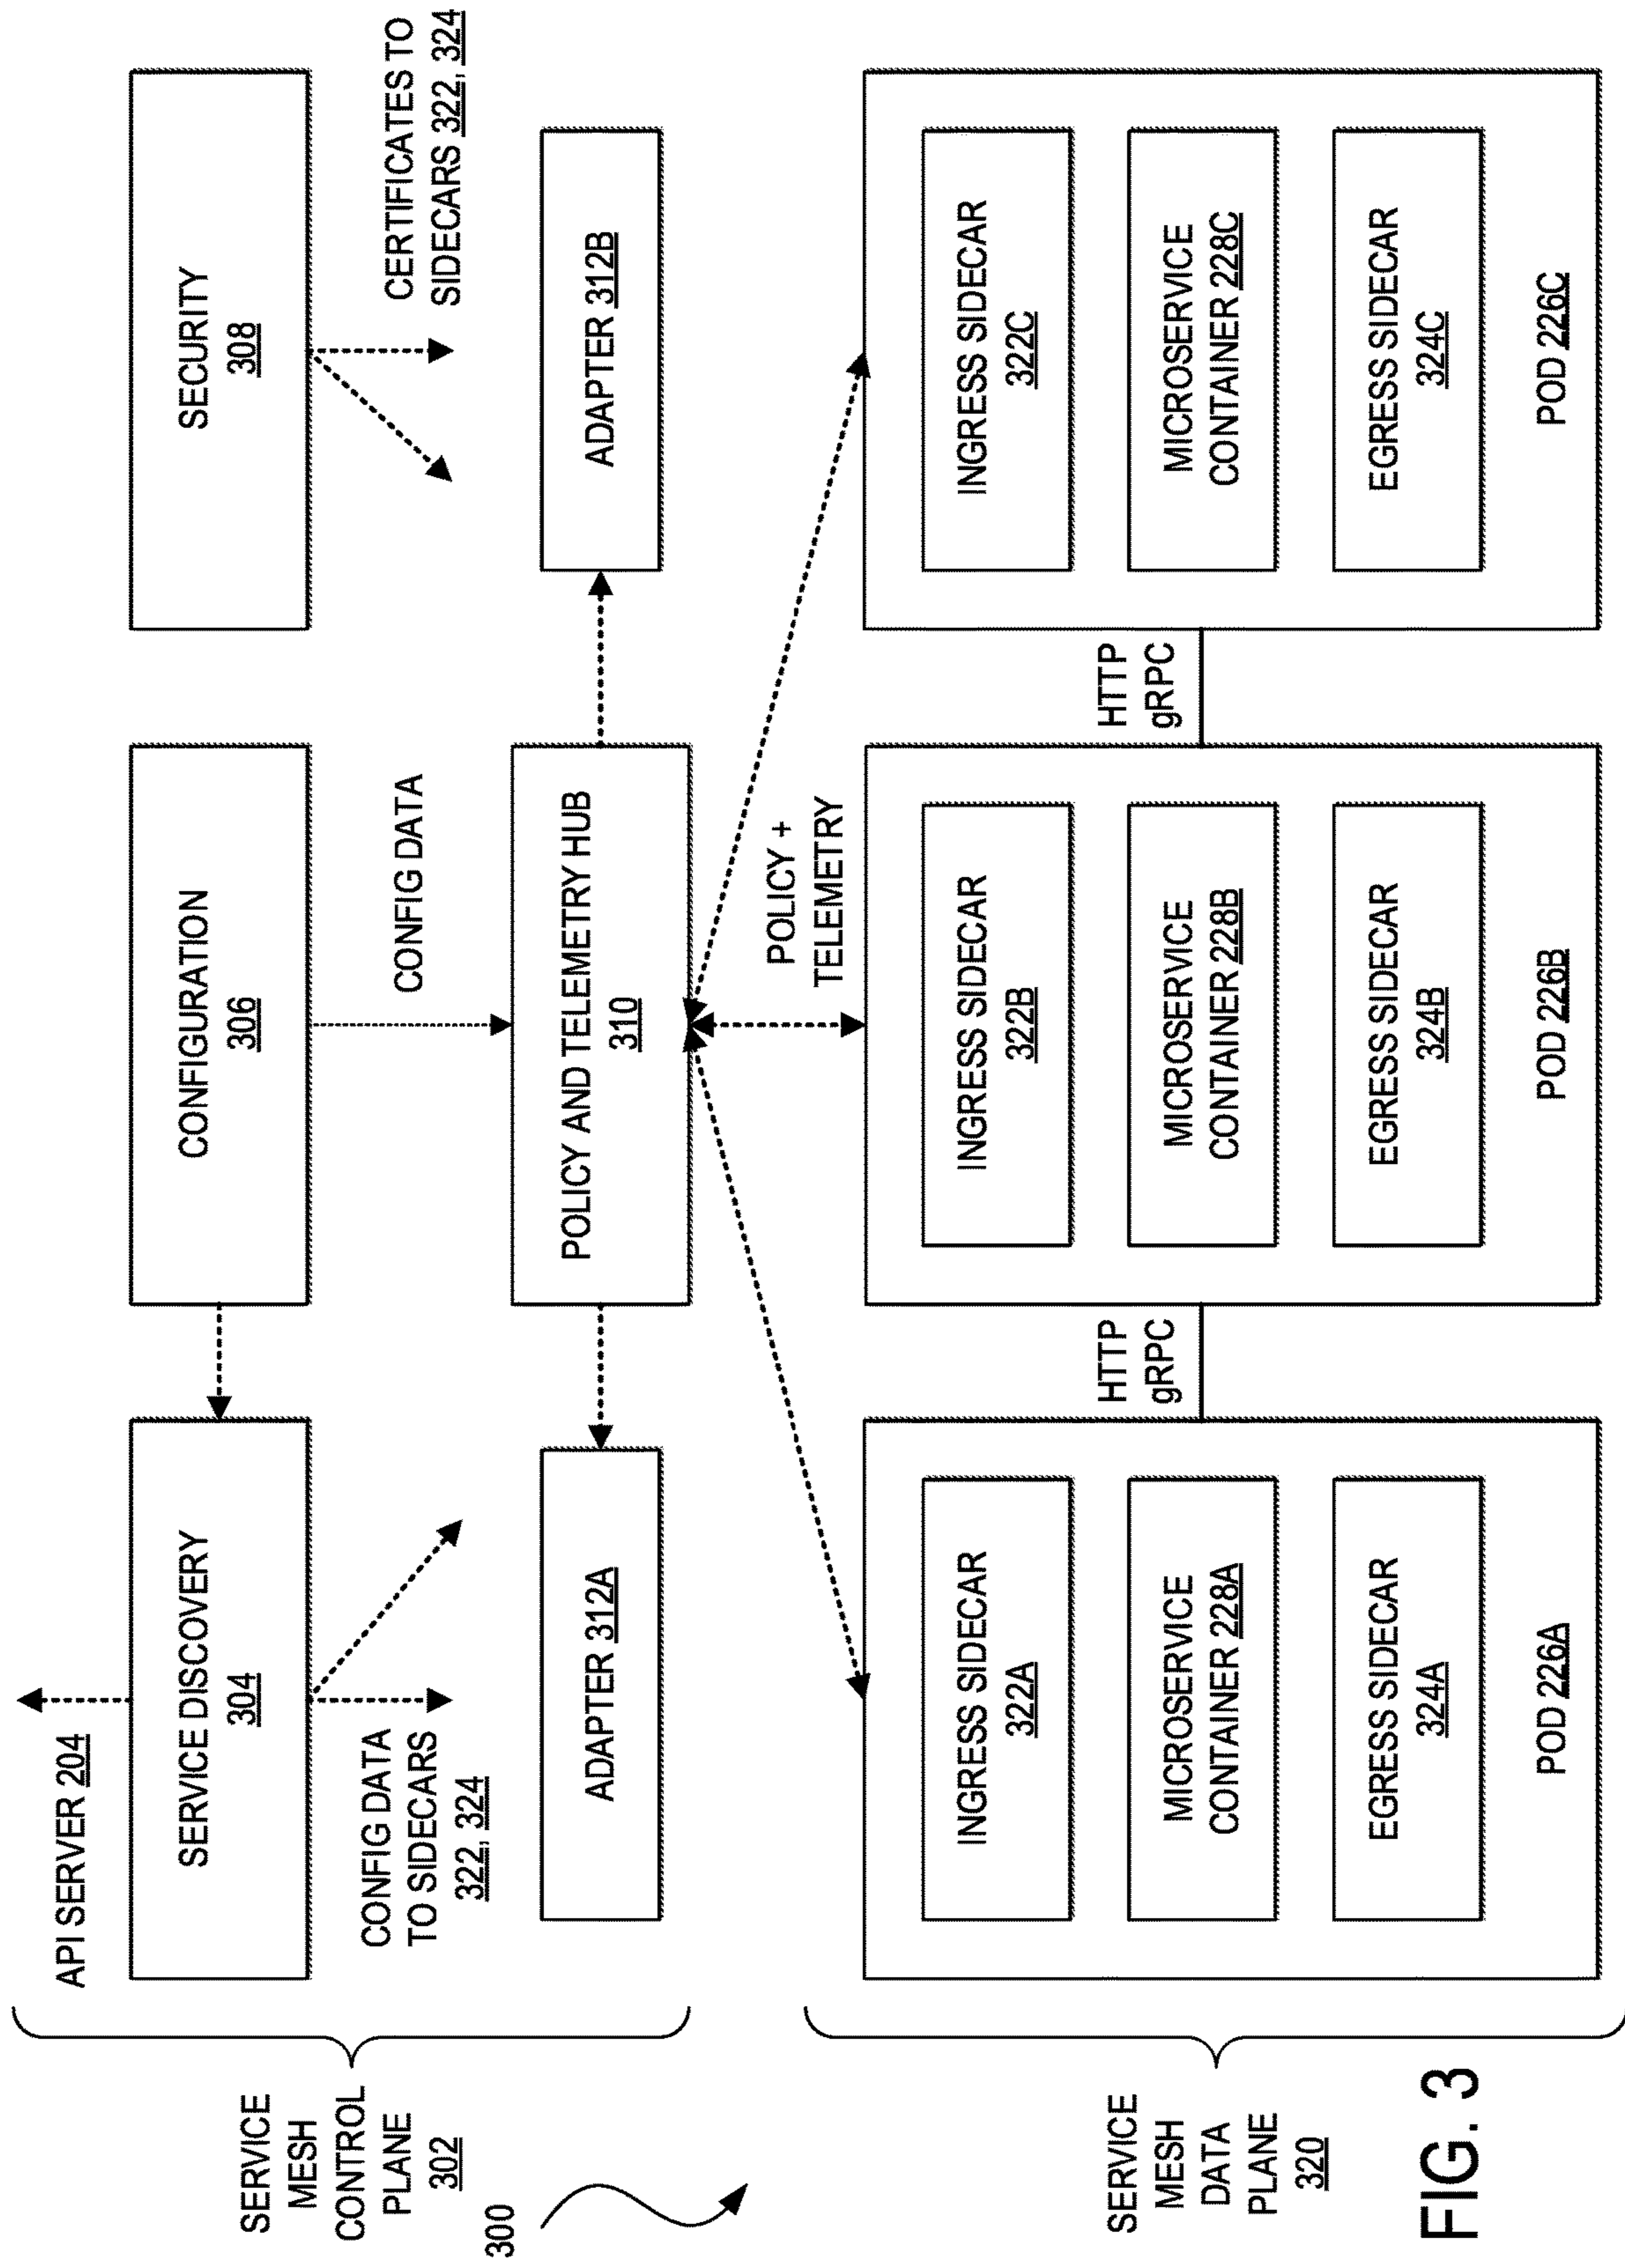 API SERVER 204
SERVICE DISCOVERY
304
CONFIGURATION
306
SECURITY
308
CONFIG DATA
TO SIDECARS
322, 324
CONFIG DATA
CERTIFICATES TO
SIDECARS 322, 324
SERVICE
MESH
CONTROL
PLANE
302
ADAPTER 312A
POLICY AND TELEMETRY HUB
310
ADAPTER 312B
300
POLICY +
TELEMETRY
INGRESS SIDECAR
322A
MICROSERVICE
CONTAINER 228A
EGRESS SIDECAR
324A
POD 226A
HTTP
gRPC
INGRESS SIDECAR
322B
MICROSERVICE
CONTAINER 228B
EGRESS SIDECAR
324B
POD 226B
HTTP
gRPC
INGRESS SIDECAR
322C
MICROSERVICE
CONTAINER 228C
EGRESS SIDECAR
324C
POD 226C
SERVICE
MESH
DATA
PLANE
320
FIG. 3